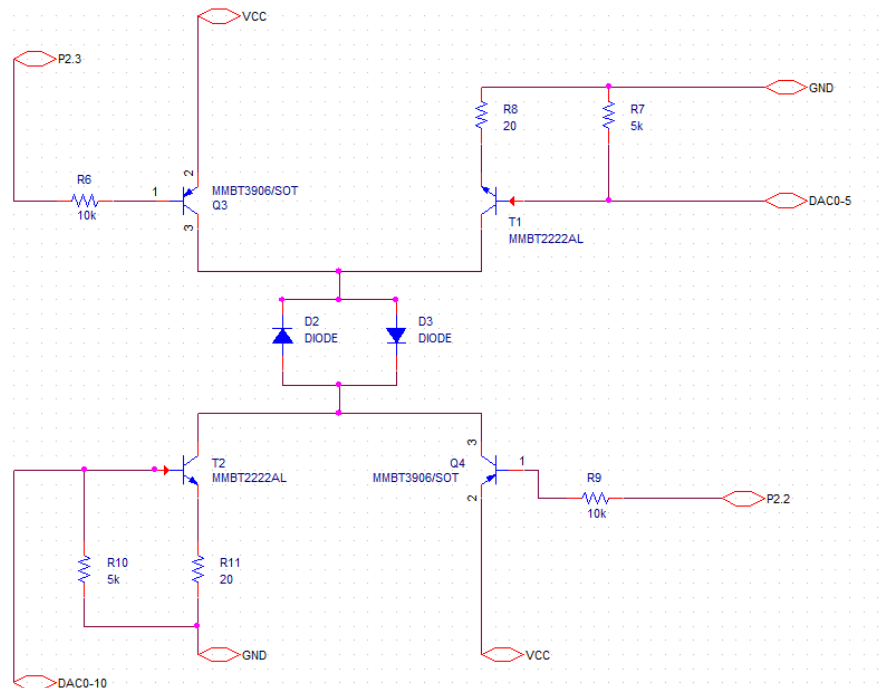 VCC
P2.3
GND
R8
20
R7
5k
2
R6
10k
1
MMBT3906/SOT
Q3
DAC0-5
3
T1
MMBT2222AL
D2
DIODE
D3
DIODE
T2
MMBT2222AL
3
Q4
MMBT3906/SOT
1
2
R9
10k
P2.2
R10
5k
R11
20
GND
VCC
DAC0-10